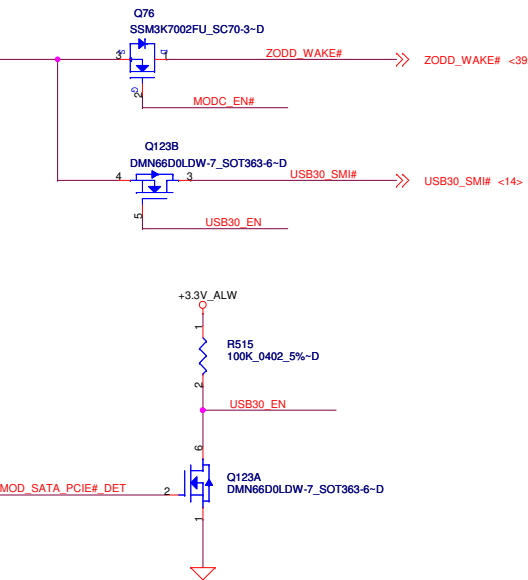 Q76
SSM3K7002FU_SC70-3~D
3
S
D
1
ZODD_WAKE#
ZODD_WAKE# <39
G
2
MODC_EN#
Q123B
DMN66D0LDW-7_SOT363-6~D
4
3
USB30_SMI#
USB30_SMI# <14>
5
USB30_EN
+3.3V_ALW
1
R515
100K_0402_5%~D
2
USB30_EN
6
Q123A
DMN66D0LDW-7_SOT363-6~D
MOD_SATA_PCIE#_DET
2
1